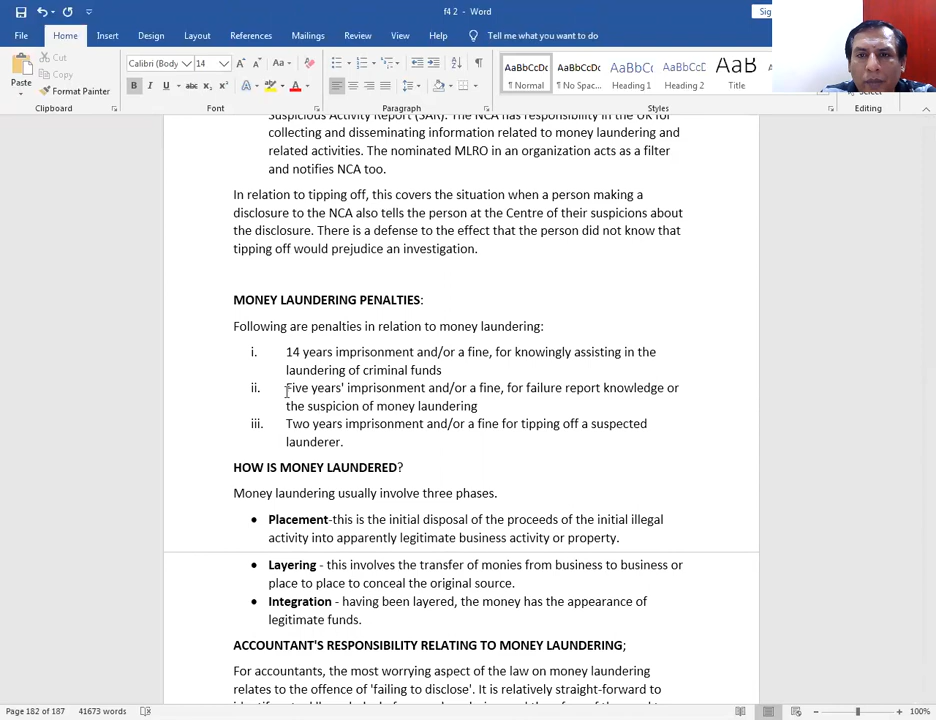 f4 2 - Word
Sig
File Home Insert Design Layout References Mailings Review View Help Tell me what you want to do
Paste
Cut
Copy
Format Painter
Calibri (Body 14 Aa
B I U abc
AaBbCcDc AaBbCcDc AaBbCc AaBbCcD AaB
¶ Normal ¶ No Spac... Heading 1 Heading 2 Title
Clipboard Font Paragraph Styles Editing
Suspicious Activity Report (SAR). The NCA has responsibility in the UK for
collecting and disseminating information related to money laundering and
related activities. The nominated MLRO in an organization acts as a filter
and notifies NCA too.
In relation to tipping off, this covers the situation when a person making a
disclosure to the NCA also tells the person at the Centre of their suspicions about
the disclosure. There is a defense to the effect that the person did not know that
tipping off would prejudice an investigation.
MONEY LAUNDERING PENALTIES:
Following are penalties in relation to money laundering:
i. 14 years imprisonment and/or a fine, for knowingly assisting in the
laundering of criminal funds
ii. Five years' imprisonment and/or a fine, for failure report knowledge or
the suspicion of money laundering
iii. Two years imprisonment and/or a fine for tipping off a suspected
launderer.
HOW IS MONEY LAUNDERED?
Money laundering usually involve three phases.
• Placement-this is the initial disposal of the proceeds of the initial illegal
activity into apparently legitimate business activity or property.
• Layering - this involves the transfer of monies from business to business or
place to place to conceal the original source.
• Integration - having been layered, the money has the appearance of
legitimate funds.
ACCOUNTANT'S RESPONSIBILITY RELATING TO MONEY LAUNDERING;
For accountants, the most worrying aspect of the law on money laundering
relates to the offence of 'failing to disclose'. It is relatively straight-forward to
Page 182 of 187 41673 words 100%